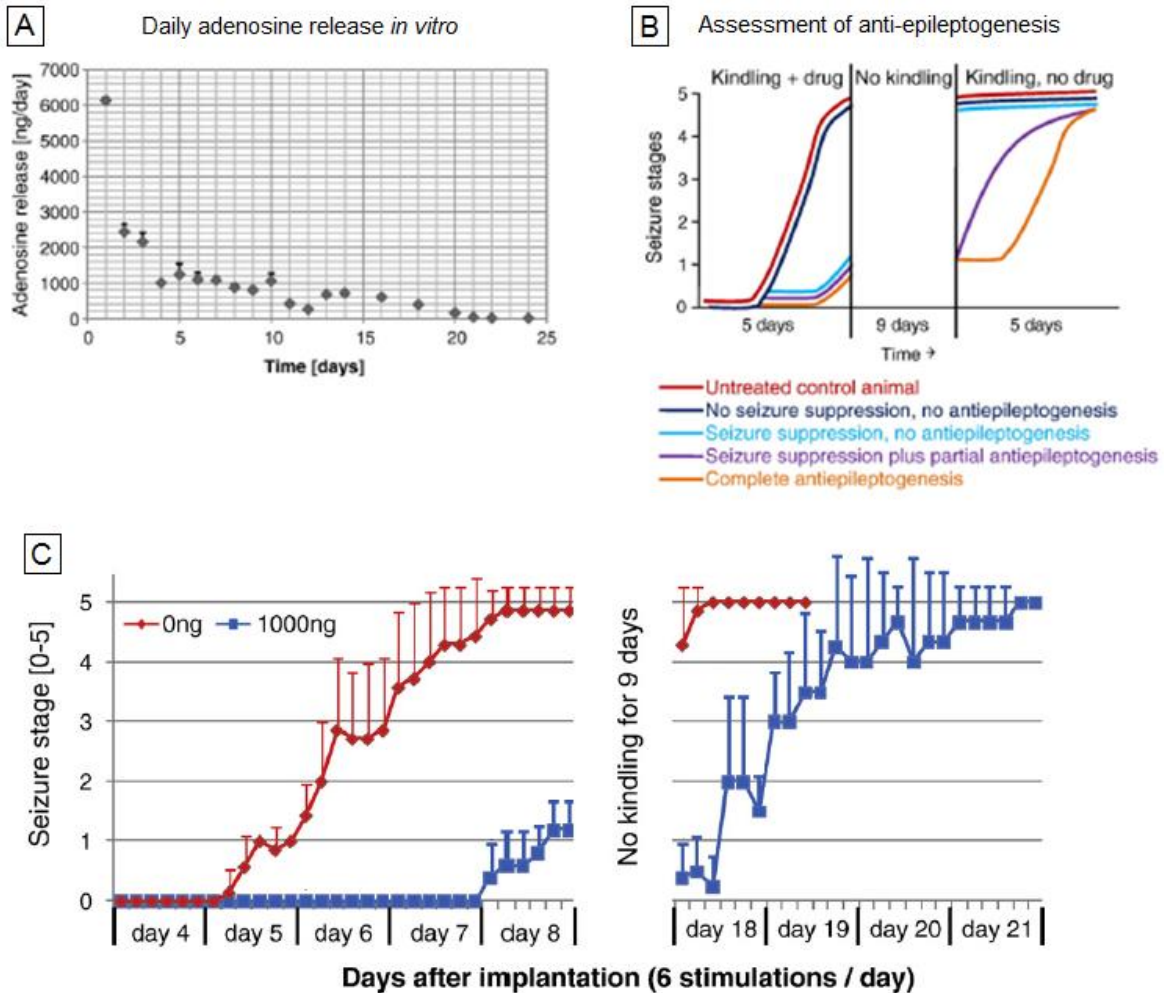 A
Daily adenosine release in vitro
Adenosine release [ng/day]
7000
6000
5000
4000
3000
2000
1000
0
0 5 10 15 20 25
Time [days]
B
Assessment of anti-epileptogenesis
Kindling + drug No kindling Kindling, no drug
Seizure stages
5
4
3
2
1
0
5 days 9 days 5 days
Time →
Untreated control animal
No seizure suppression, no antiepileptogenesis
Seizure suppression, no antiepileptogenesis
Seizure suppression plus partial antiepileptogenesis
Complete antiepileptogenesis
C
Seizure stage [0-5]
5
4
3
2
1
0
0ng 1000ng
No kindling for 9 days
day 4 day 5 day 6 day 7 day 8 day 18 day 19 day 20 day 21
Days after implantation (6 stimulations / day)